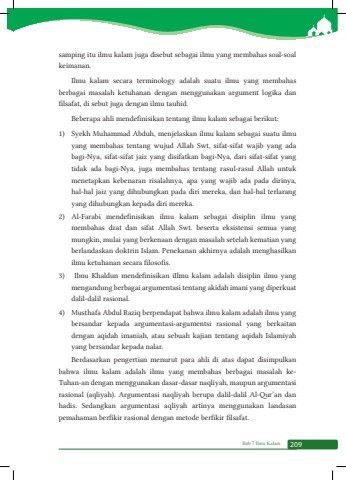 samping itu ilmu kalam juga disebut sebagai ilmu yang membahas soal-soal
keimanan.
Ilmu kalam secara terminology adalah suatu ilmu yang membahas
berbagai masalah ketuhanan dengan menggunakan argument logika dan
filsafat, di sebut juga dengan ilmu tauhid.
Beberapa ahli mendefinisikan tentang ilmu kalam sebagai berikut:
1) Syekh Muhammad Abduh, menjelaskan ilmu kalam sebagai suatu ilmu
yang membahas tentang wujud Allah Swt, sifat-sifat wajib yang ada
bagi-Nya, sifat-sifat jaiz yang disifatkan bagi-Nya, dari sifat-sifat yang
tidak ada bagi-Nya, juga membahas tentang rasul-rasul Allah untuk
menetapkan kebenaran risalahnya, apa yang wajib ada pada dirinya,
hal-hal jaiz yang dihubungkan pada diri mereka, dan hal-hal terlarang
yang dihubungkan kepada diri mereka.
2) Al-Farabi mendefinisikan ilmu kalam sebagai disiplin ilmu yang
membahas dzat dan sifat Allah Swt. beserta eksistensi semua yang
mungkin, mulai yang berkenaan dengan masalah setelah kematian yang
berlandaskan doktrin Islam. Penekanan akhirnya adalah menghasilkan
ilmu ketuhanan secara filosofis.
3) Ibnu Khaldun mendefinisikan illmu kalam adalah disiplin ilmu yang
mengandung berbagai argumentasi tentang akidah imani yang diperkuat
dalil-dalil rasional.
4) Musthafa Abdul Raziq berpendapat bahwa ilmu kalam adalah ilmu yang
bersandar kepada argumentasi-argumentsi rasional yang berkaitan
dengan aqidah imaniah, atau sebuah kajian tentang aqidah Islamiyah
yang bersandar kepada nalar.
Berdasarkan pengertian menurut para ahli di atas dapat disimpulkan
bahwa ilmu kalam adalah ilmu yang membahas berbagai masalah ke-
Tuhan-an dengan menggunakan dasar-dasar naqliyah, maupun argumentasi
rasional (aqliyah). Argumentasi naqliyah berupa dalil-dalil Al-Qur'an dan
hadis. Sedangkan argumentasi aqliyah artinya menggunakan landasan
pemahaman berfikir rasional dengan metode berfikir filsafat.
Bab 7 Ilmu Kalam 209